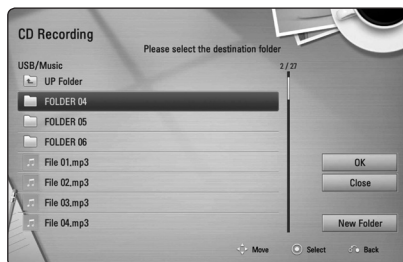 CD Recording
Please select the destination folder
USB/Music 2 / 27
UP Folder
FOLDER 04
FOLDER 05
FOLDER 06
File 01.mp3
OK
File 02.mp3
Close
File 03.mp3
File 04.mp3
New Folder
Move Select Back